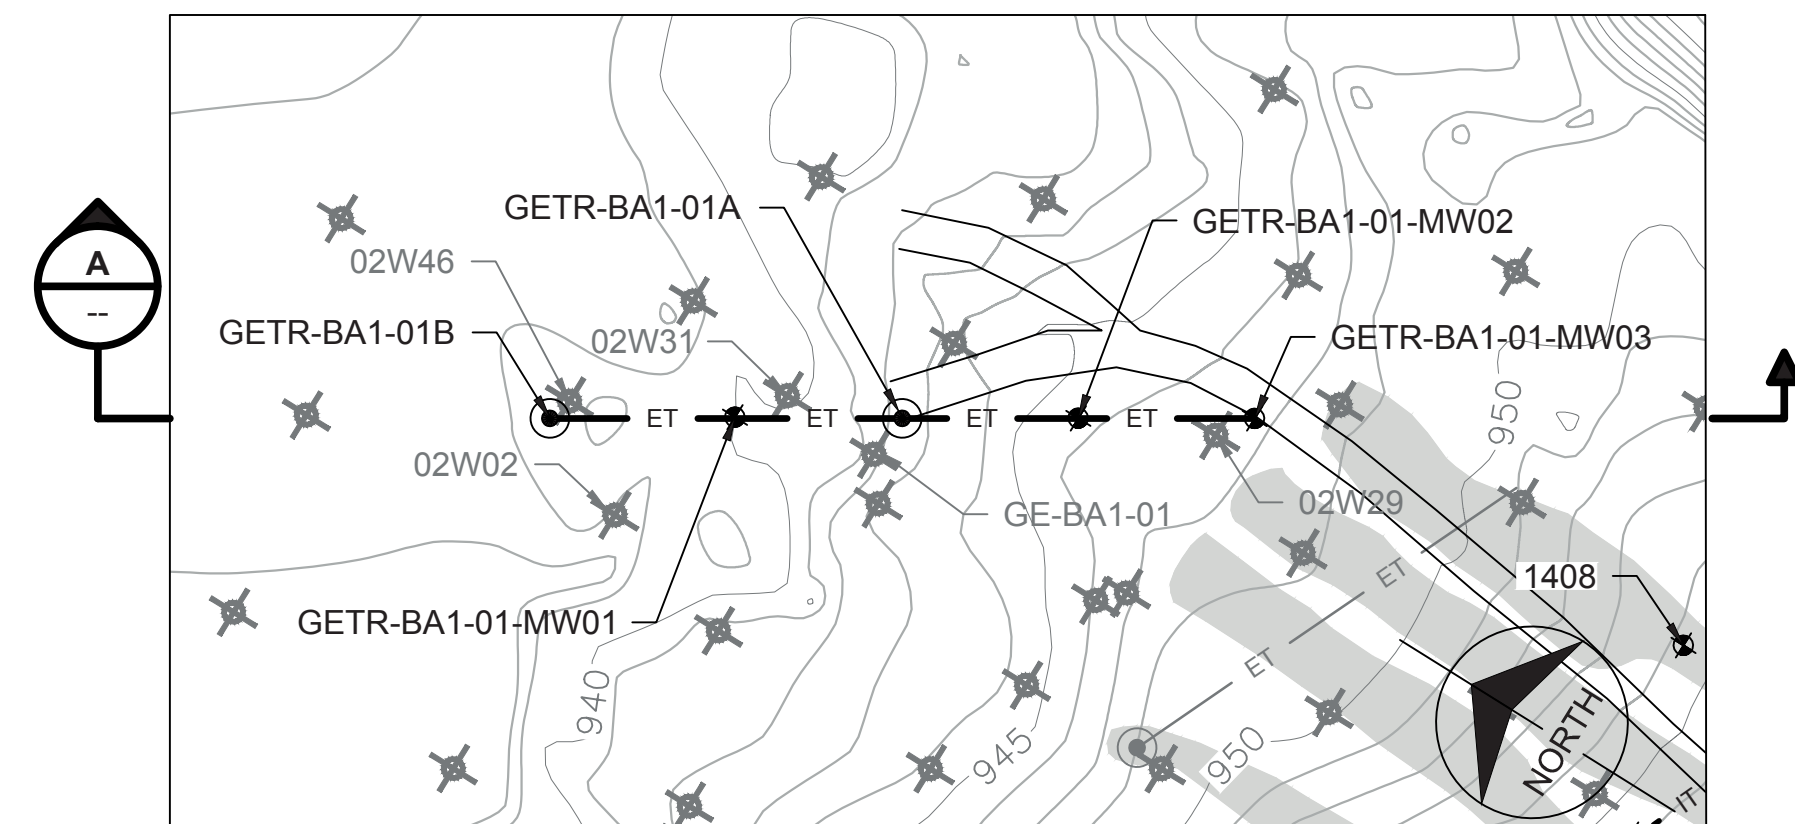 GETR-BA1-01A
GETR-BA1-01-MW02
A
--
02W46
GETR-BA1-01B
02W31
GETR-BA1-01-MW03
950
ET
ET
ET
ET
02W02
GE-BA1-01
02W29
ET
1408
GETR-BA1-01-MW01
ET
940
945
950
NORTH
IT